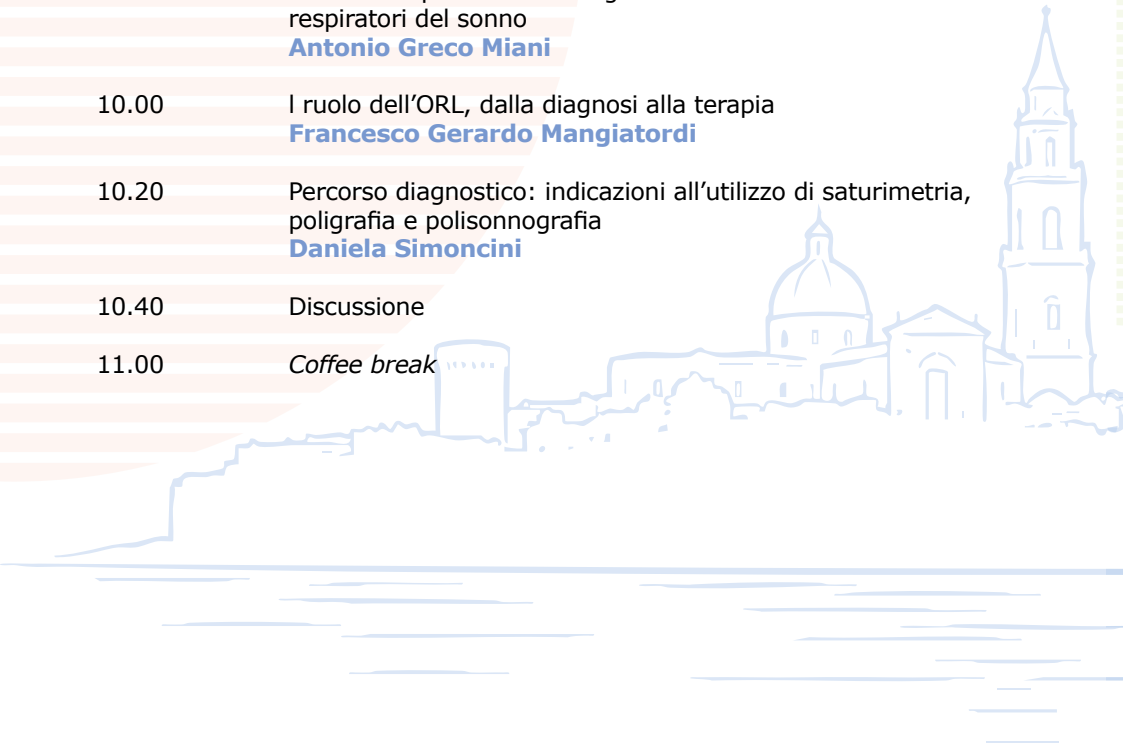 respiratori del sonno
Antonio Greco Miani
10.00 l ruolo dell’ORL, dalla diagnosi alla terapia
Francesco Gerardo Mangiatordi
10.20 Percorso diagnostico: indicazioni all’utilizzo di saturimetria,
poligrafia e polisonnografia
Daniela Simoncini
10.40 Discussione
11.00 Coffee break